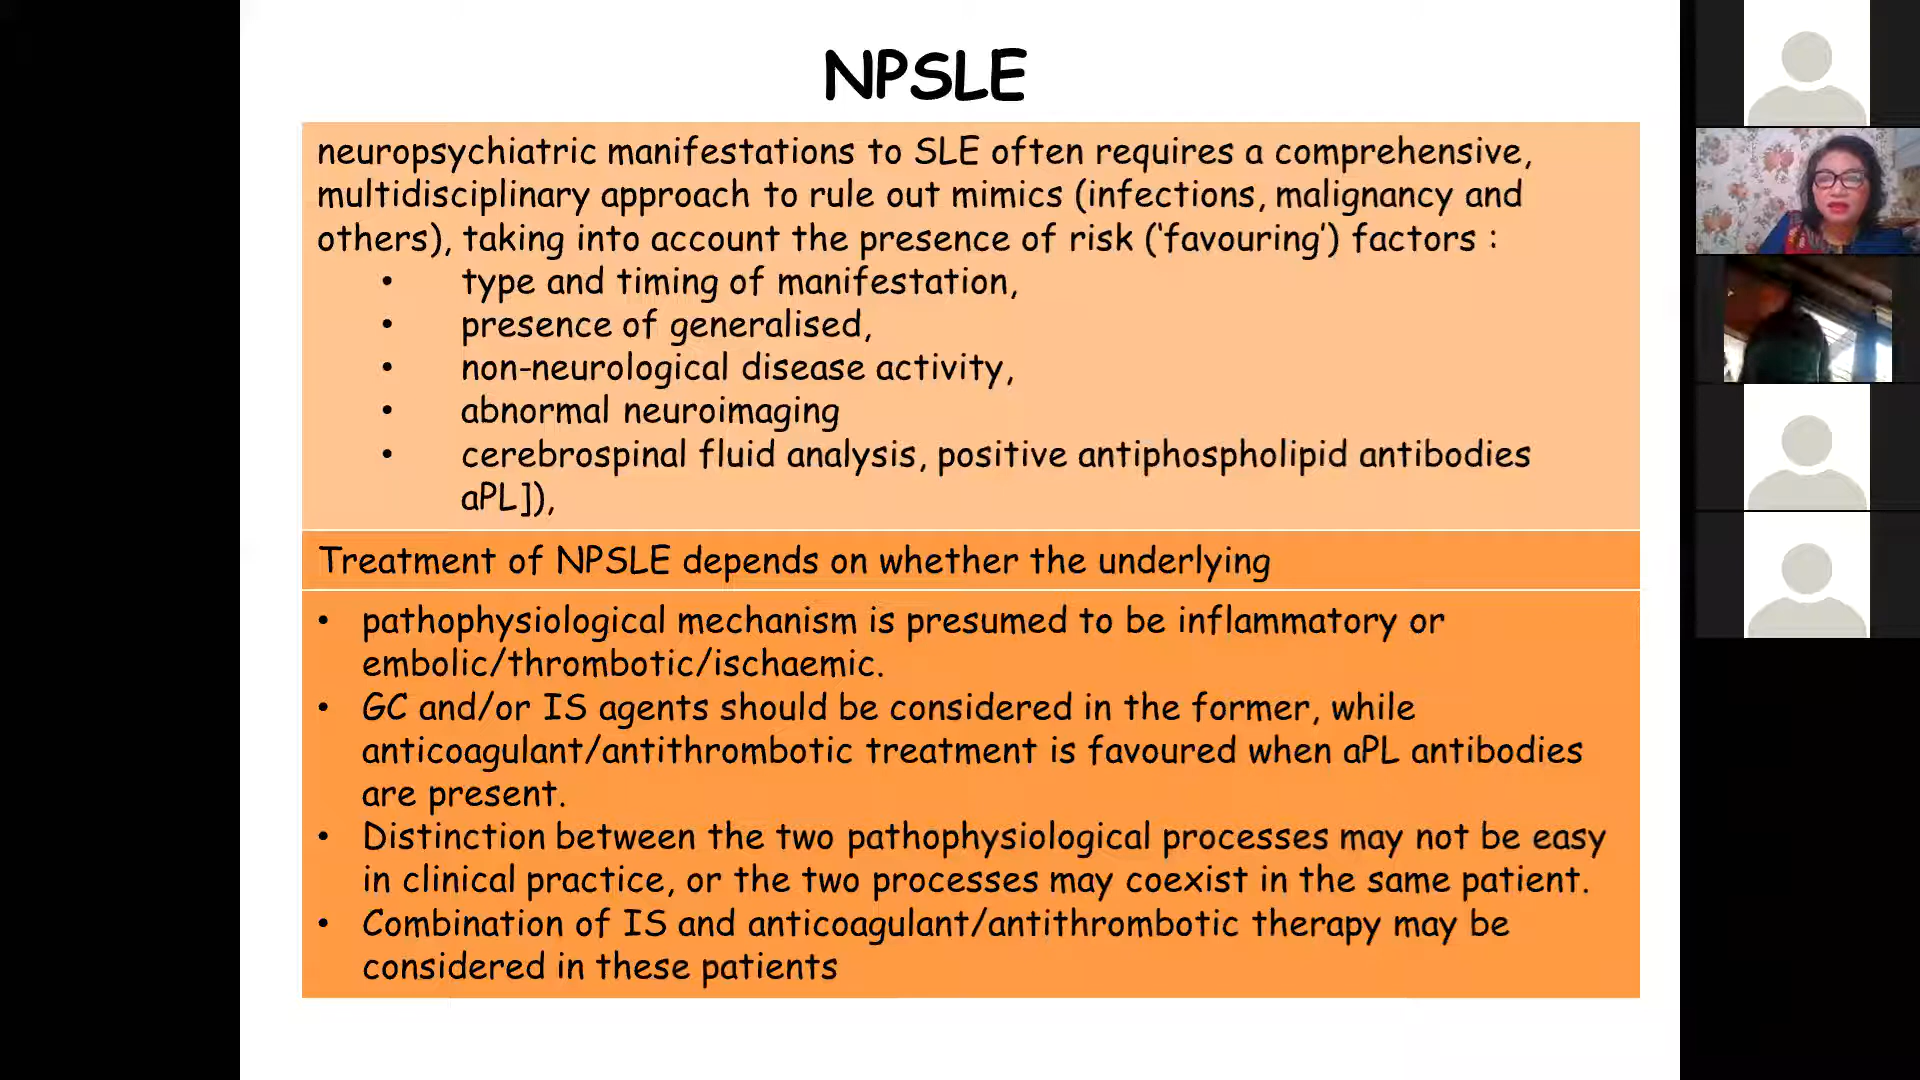 NPSLE
neuropsychiatric manifestations to SLE often requires a comprehensive,
multidisciplinary approach to rule out mimics (infections, malignancy and
others), taking into account the presence of risk (‘favouring’) factors :
• type and timing of manifestation,
• presence of generalised,
• non-neurological disease activity,
• abnormal neuroimaging
• cerebrospinal fluid analysis, positive antiphospholipid antibodies
aPL]),
Treatment of NPSLE depends on whether the underlying
• pathophysiological mechanism is presumed to be inflammatory or
embolic/thrombotic/ischaemic.
• GC and/or IS agents should be considered in the former, while
anticoagulant/antithrombotic treatment is favoured when aPL antibodies
are present.
• Distinction between the two pathophysiological processes may not be easy
in clinical practice, or the two processes may coexist in the same patient.
• Combination of IS and anticoagulant/antithrombotic therapy may be
considered in these patients